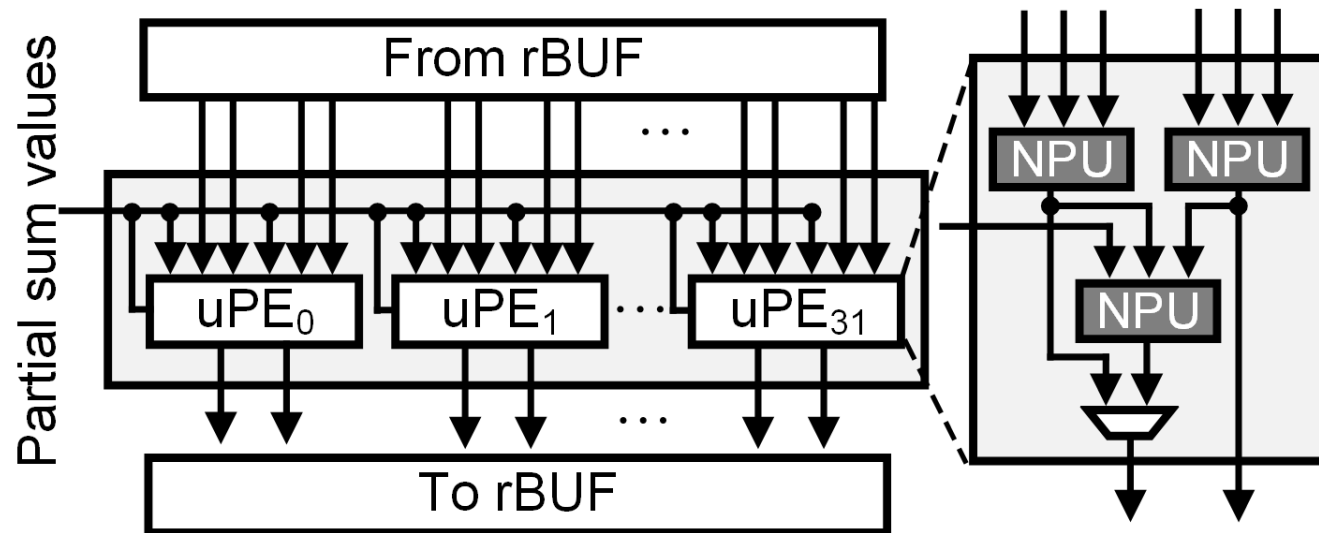 Partial sum values
From rBUF
...
NPU NPU
uPE0 uPE1 ... uPE31
NPU
...
To rBUF